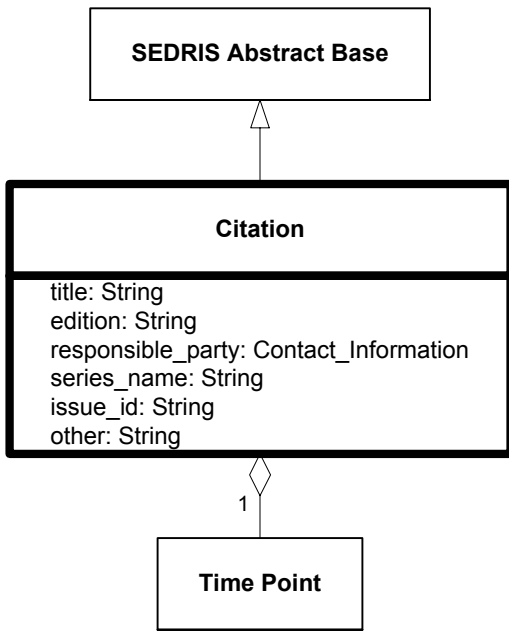 SEDRIS Abstract Base
Citation
title: String
edition: String
responsible_party: Contact_Information
series_name: String
issue_id: String
other: String
1
Time Point